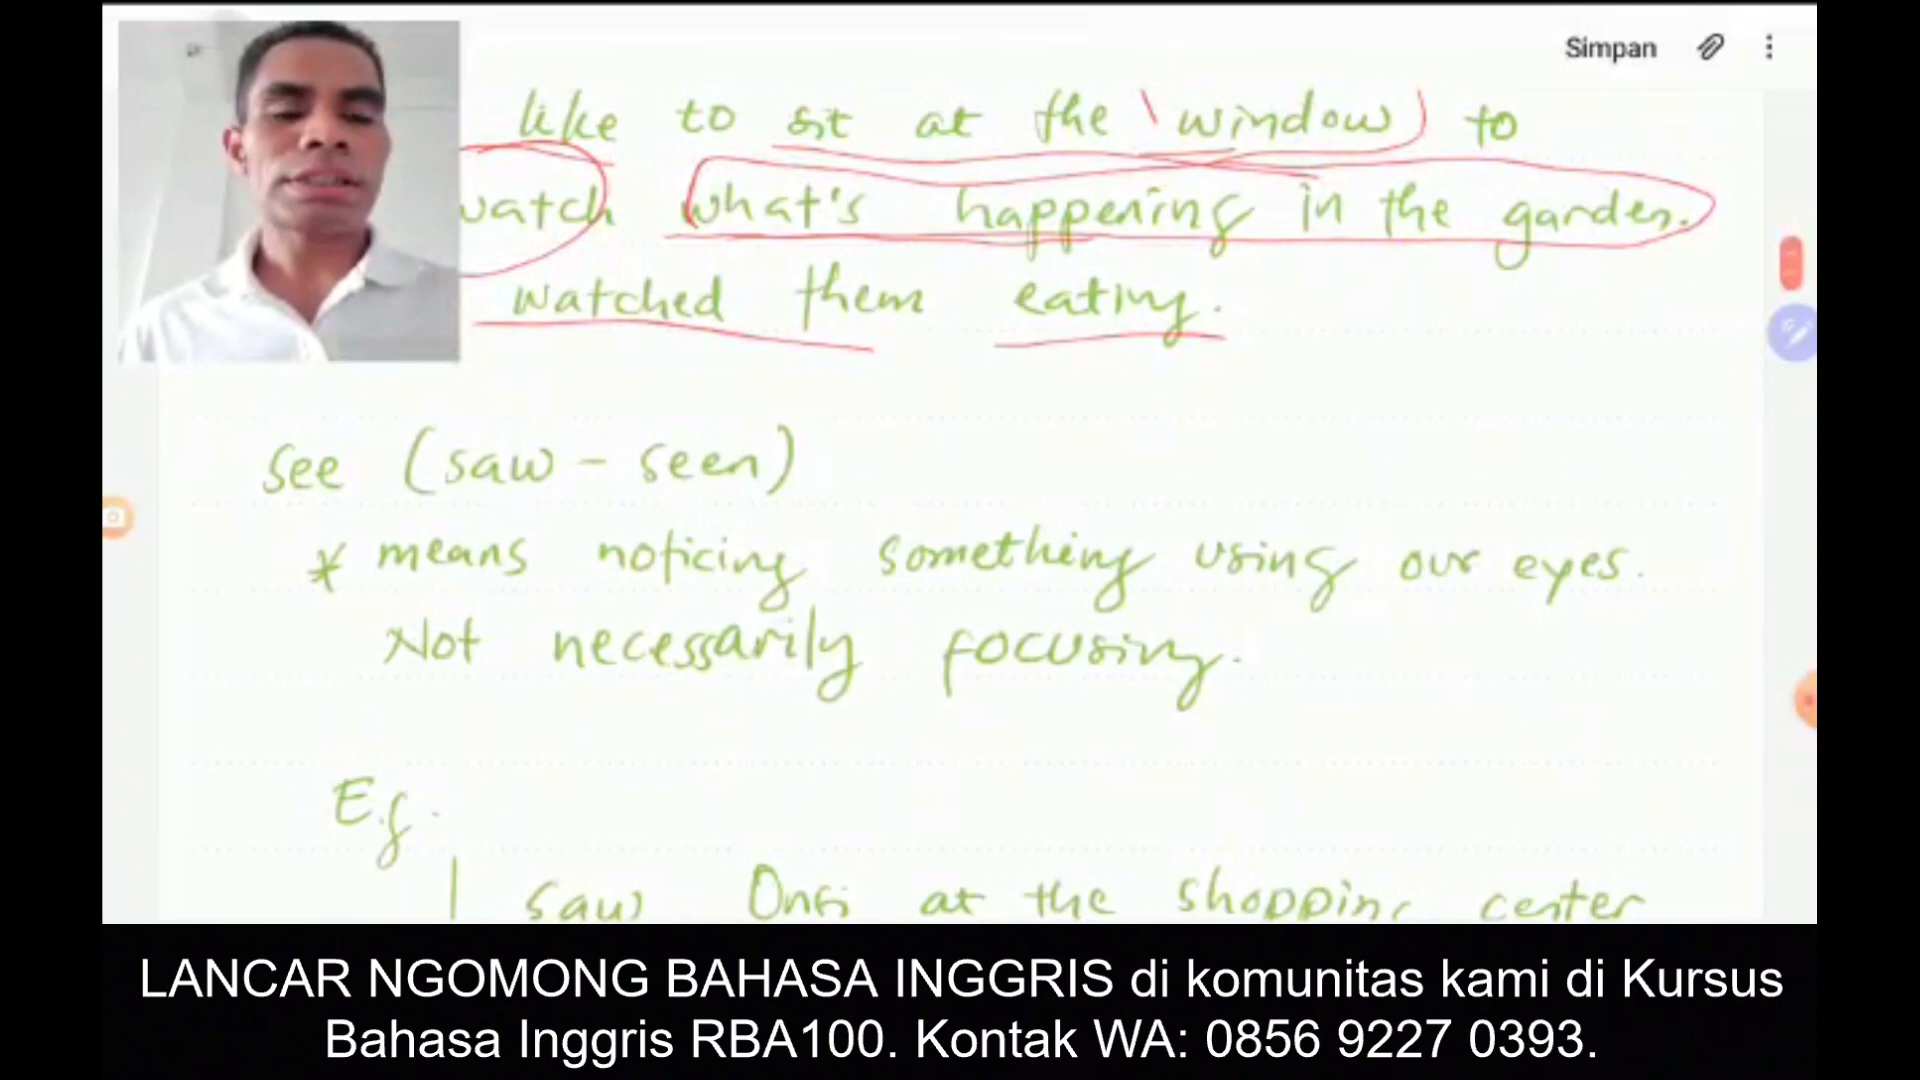 Simpan
like to sit at the window to
watch what's happening in the garden.
watched them eating.
see (saw - seen)
* means noticing something using our eyes.
Not necessarily focusing.
E.g.
I saw at the shopping center
LANCAR NGOMONG BAHASA INGGRIS di komunitas kami di Kursus
Bahasa Inggris RBA100. Kontak WA: 0856 9227 0393.